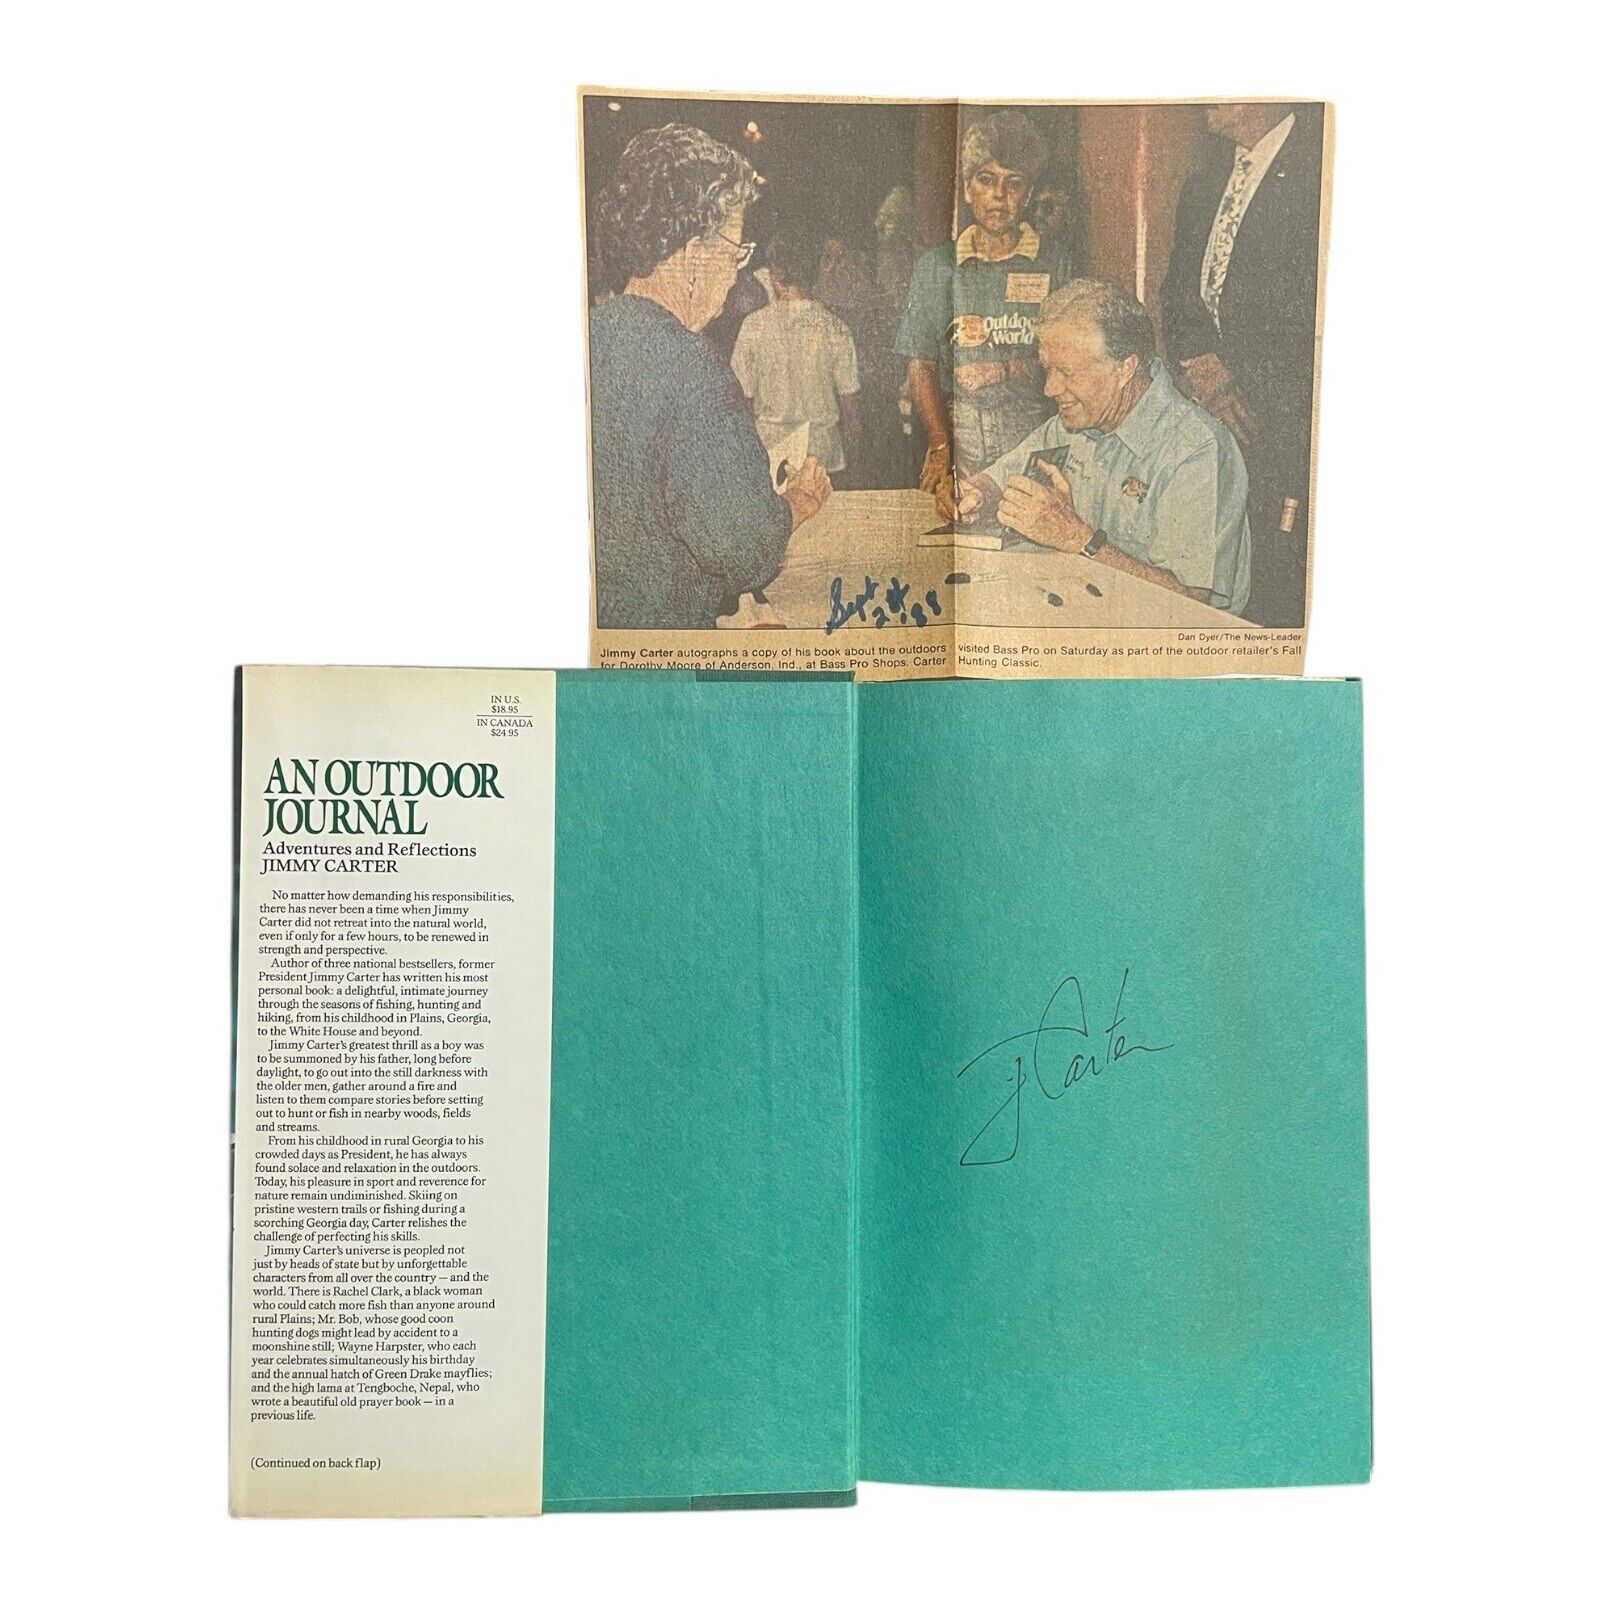 Outdoor
World
Sept
24 '88
Dan Dyer/The News-Leader
Jimmy Carter autographs a copy of his book about the outdoors
for Dorothy Moore of Anderson, Ind., at Bass Pro Shops. Carter
visited Bass Pro on Saturday as part of the outdoor retailer's Fall
Hunting Classic.
IN U.S.
$18.95
IN CANADA
$24.95
AN OUTDOOR
JOURNAL
Adventures and Reflections
JIMMY CARTER
No matter how demanding his responsibilities,
there has never been a time when Jimmy
Carter did not retreat into the natural world,
even if only for a few hours, to be renewed in
strength and perspective.
Author of three national bestsellers, former
President Jimmy Carter has written his most
personal book: a delightful, intimate journey
through the seasons of fishing, hunting and
hiking, from his childhood in Plains, Georgia,
to the White House and beyond.
Jimmy Carter's greatest thrill as a boy was
to be summoned by his father, long before
daylight, to go out into the still darkness with
the older men, gather around a fire and
listen to them compare stories before setting
out to hunt or fish in nearby woods, fields
and streams.
From his childhood in rural Georgia to his
crowded days as President, he has always
found solace and relaxation in the outdoors.
Today, his pleasure in sport and reverence for
nature remain undiminished. Skiing on
pristine western trails or fishing during a
scorching Georgia day, Carter relishes the
challenge of perfecting his skills.
Jimmy Carter's universe is peopled not
just by heads of state but by unforgettable
characters from all over the country — and the
world. There is Rachel Clark, a black woman
who could catch more fish than anyone around
rural Plains; Mr. Bob, whose good coon
hunting dogs might lead by accident to a
moonshine still; Wayne Harpster, who each
year celebrates simultaneously his birthday
and the annual hatch of Green Drake mayflies;
and the high lama at Tengboche, Nepal, who
wrote a beautiful old prayer book — in a
previous life.
(Continued on back flap)
J Carter